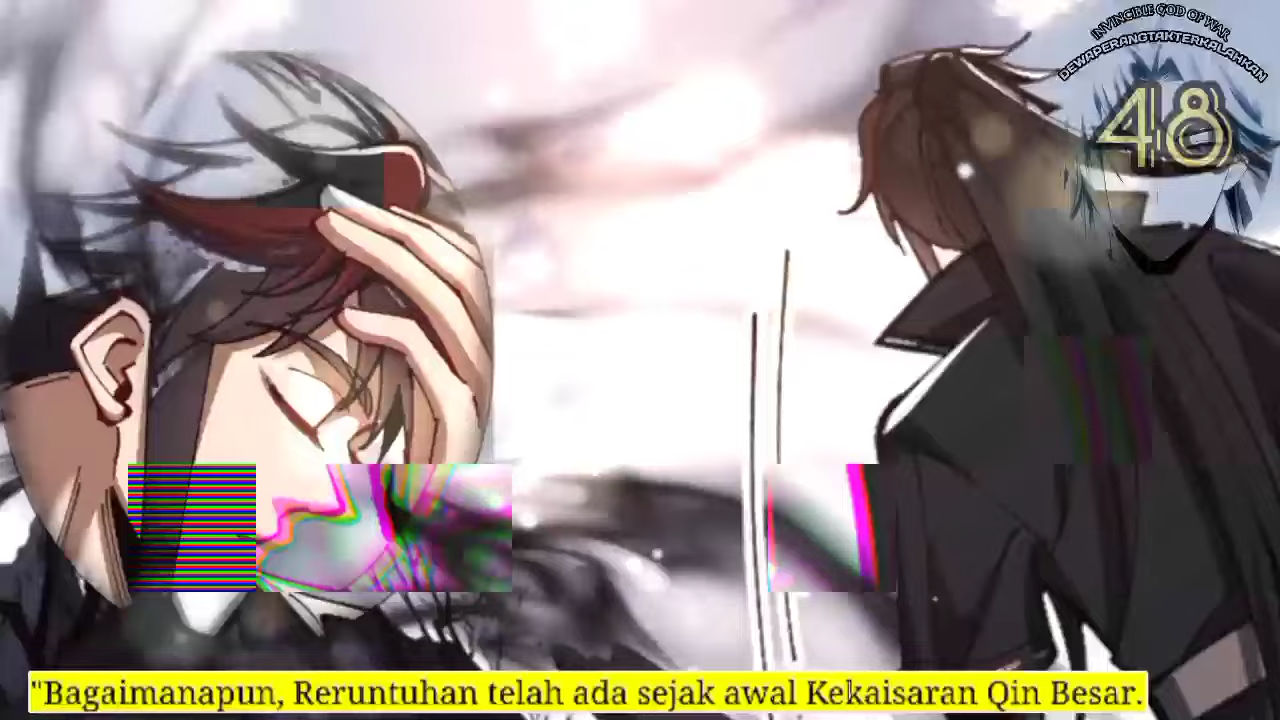 INVINCIBLE GOD OF WAR
DEWAPERANGTAKTERKALAHKAN
48
"Bagaimanapun, Reruntuhan telah ada sejak awal Kekaisaran Qin Besar.